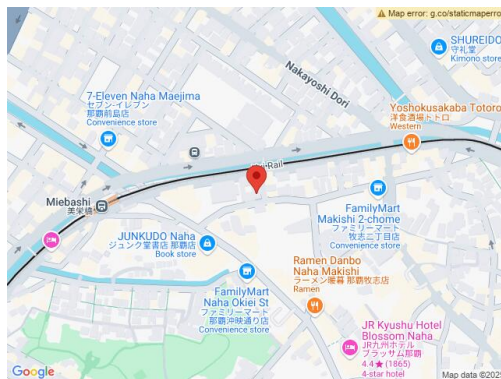 Map error: g.co/staticmaperro
SHUREIDO
守礼堂
Kimono store
Nakayoshi Dori
7-Eleven Naha Maejima
セブン-イレブン
那覇前島店
Convenience store
Yoshokusakaba Totoro
洋食酒場トトロ
Western
Rail
Miebashi
美栄橋
FamilyMart
Makishi 2-chome
ファミリーマート
牧志二丁目店
Convenience store
JUNKUDO Naha
ジュンク堂書店 那覇店
Book store
Ramen Danbo
Naha Makishi
ラーメン暖暮 那覇牧志店
Ramen
FamilyMart
Naha Okiei St
ファミリーマート
那覇沖映通り店
Convenience store
JR Kyushu Hotel
Blossom Naha
JR九州ホテル
ブラッサム那覇
4.4★ (1865)
4-star hotel
Google
Map data ©2025